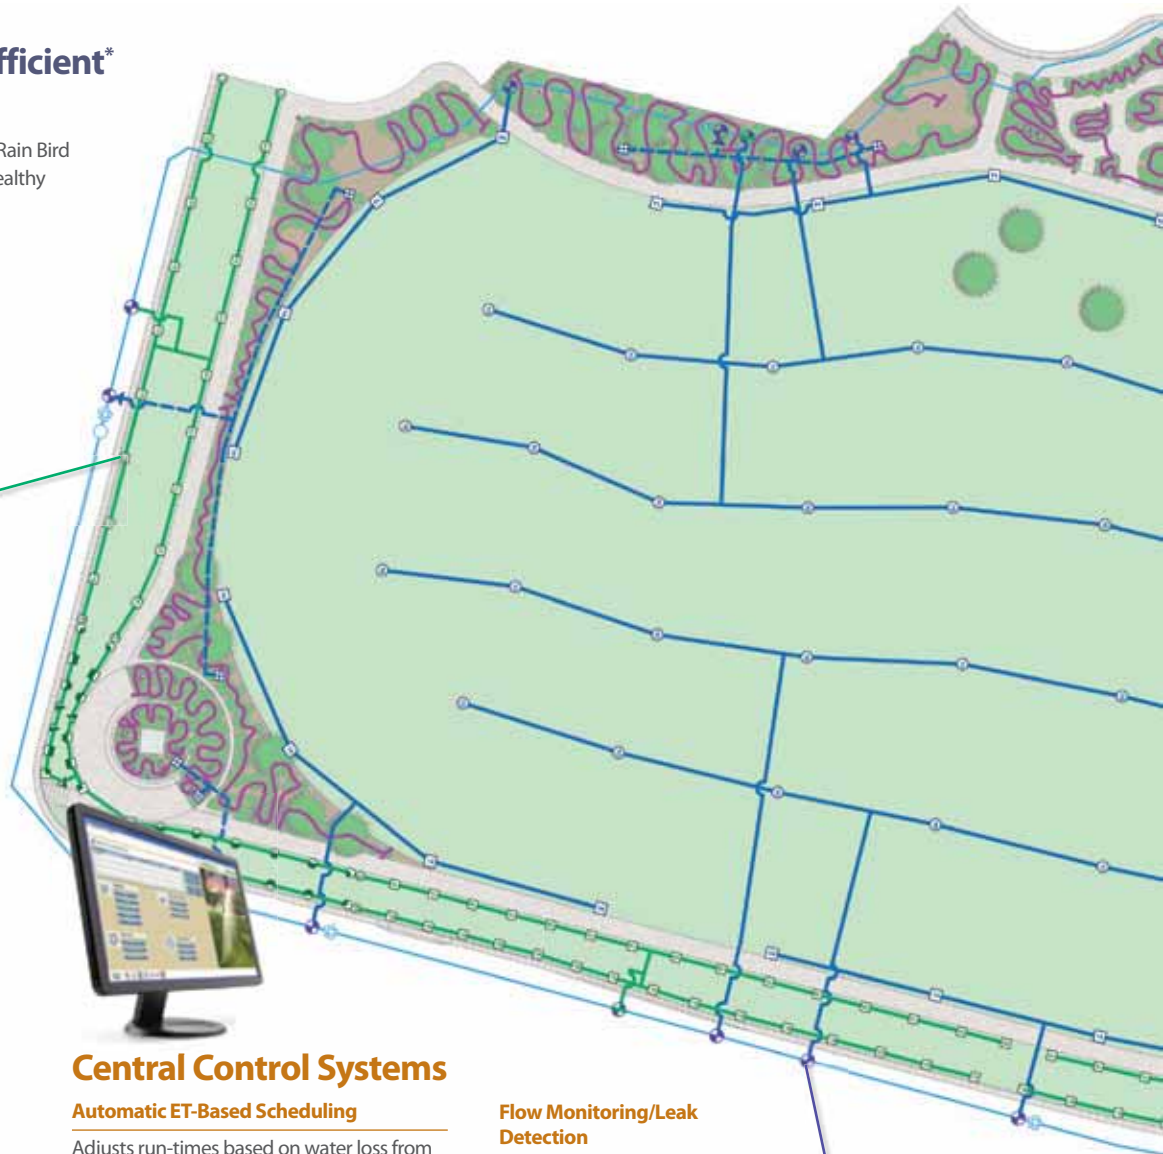 fficient*
Rain Bird
ealthy
Central Control Systems
Automatic ET-Based Scheduling
Adjusts run-times based on water loss from
Flow Monitoring/Leak
Detection